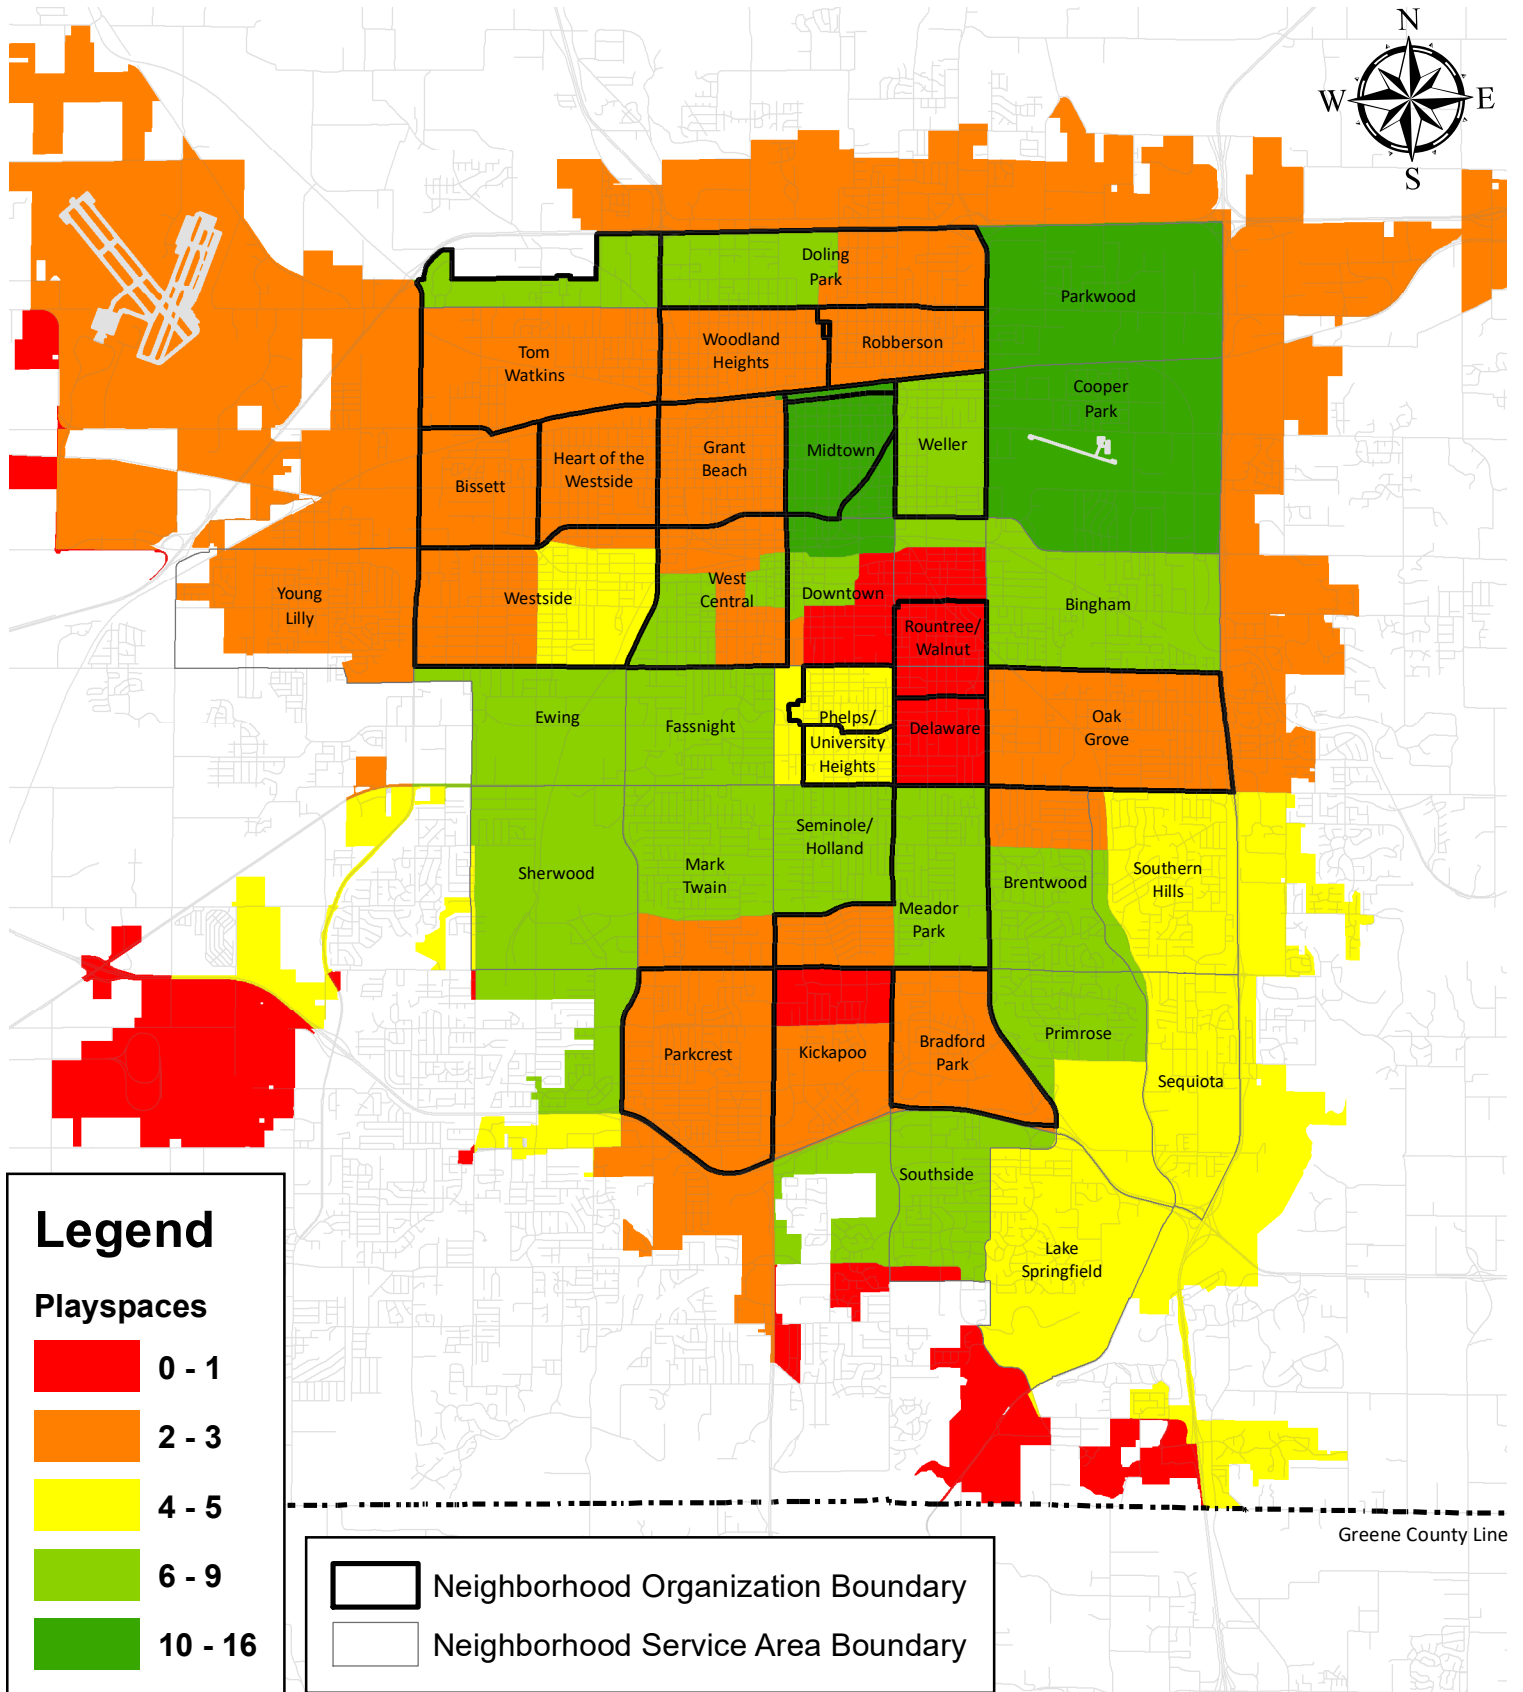 N
W
E
S
Doling
Park
Parkwood
Tom
Watkins
Woodland
Heights
Robberson
Cooper
Park
Bissett
Heart of the
Westside
Grant
Beach
Midtown
Weller
Young
Lilly
Westside
West
Central
Downtown
Rountree/
Walnut
Bingham
Ewing
Fassnight
Phelps/
University
Heights
Delaware
Oak
Grove
Sherwood
Mark
Twain
Seminole/
Holland
Meador
Park
Brentwood
Southern
Hills
Parkcrest
Kickapoo
Bradford
Park
Primrose
Sequiota
Southside
Lake
Springfield
Legend
Playspaces
0 - 1
2 - 3
4 - 5
6 - 9
10 - 16
Greene County Line
Neighborhood Organization Boundary
Neighborhood Service Area Boundary